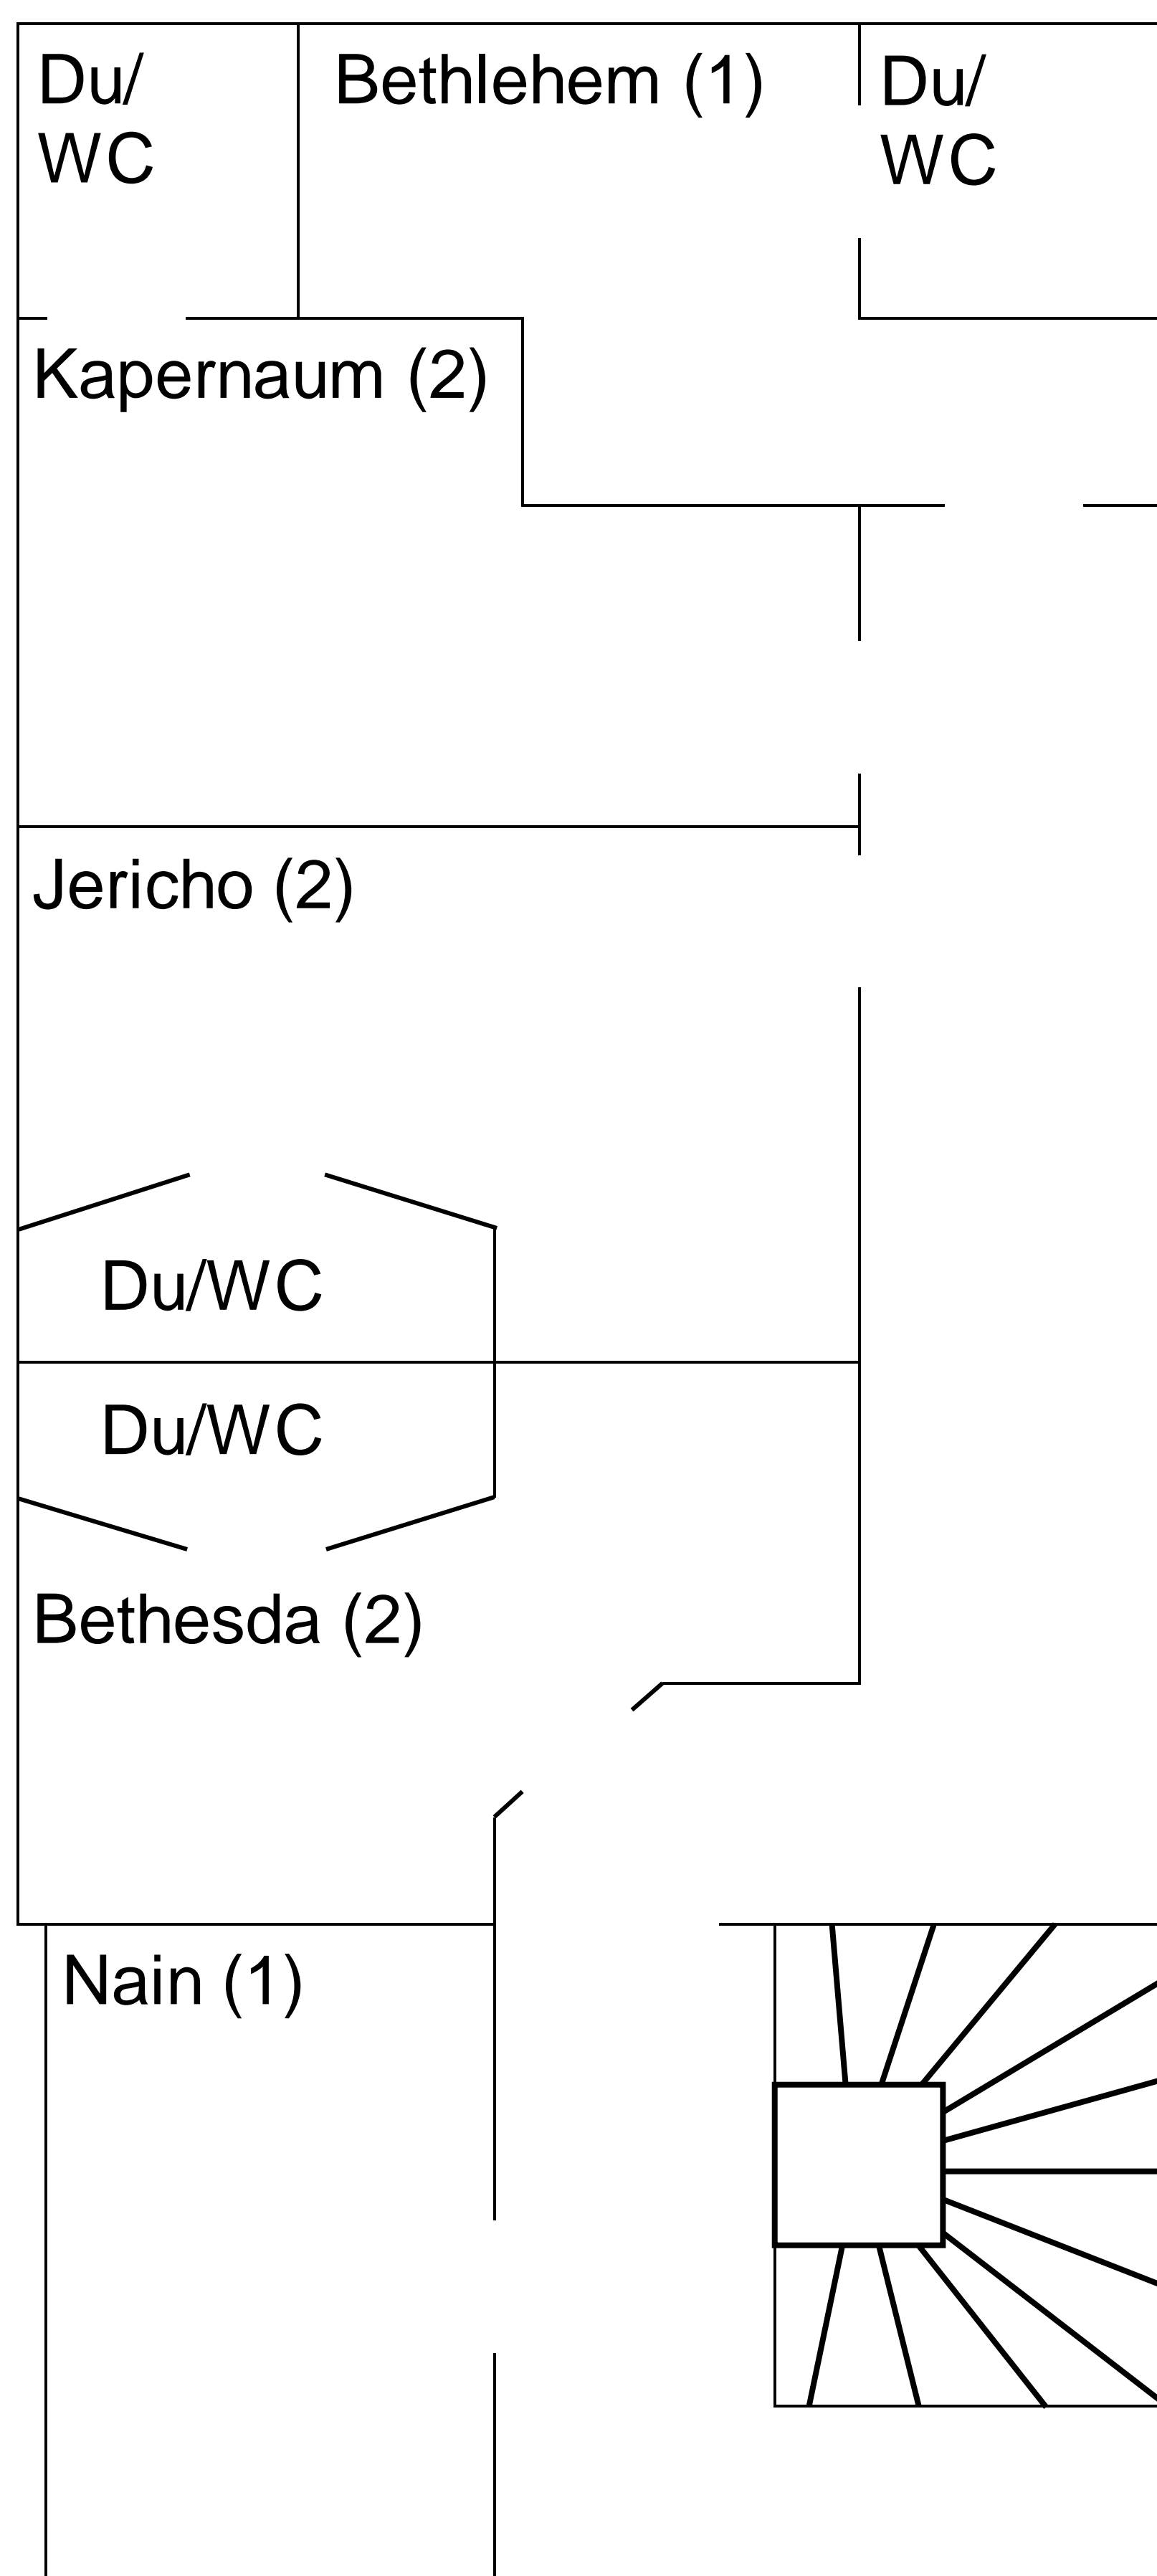 Du/
WC
Bethlehem (1)
Du/
WC
Kapernaum (2)
Jericho (2)
Du/WC
Du/WC
Bethesda (2)
Nain (1)